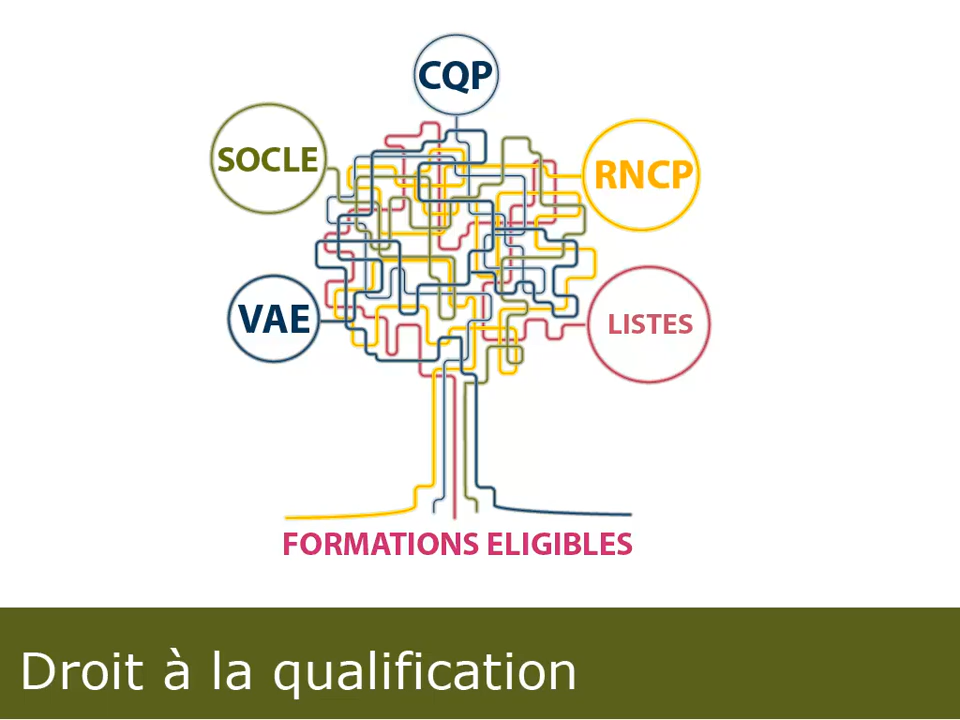 CQP
SOCLE
RNCP
VAE
LISTES
FORMATIONS ELIGIBLES
Droit à la qualification